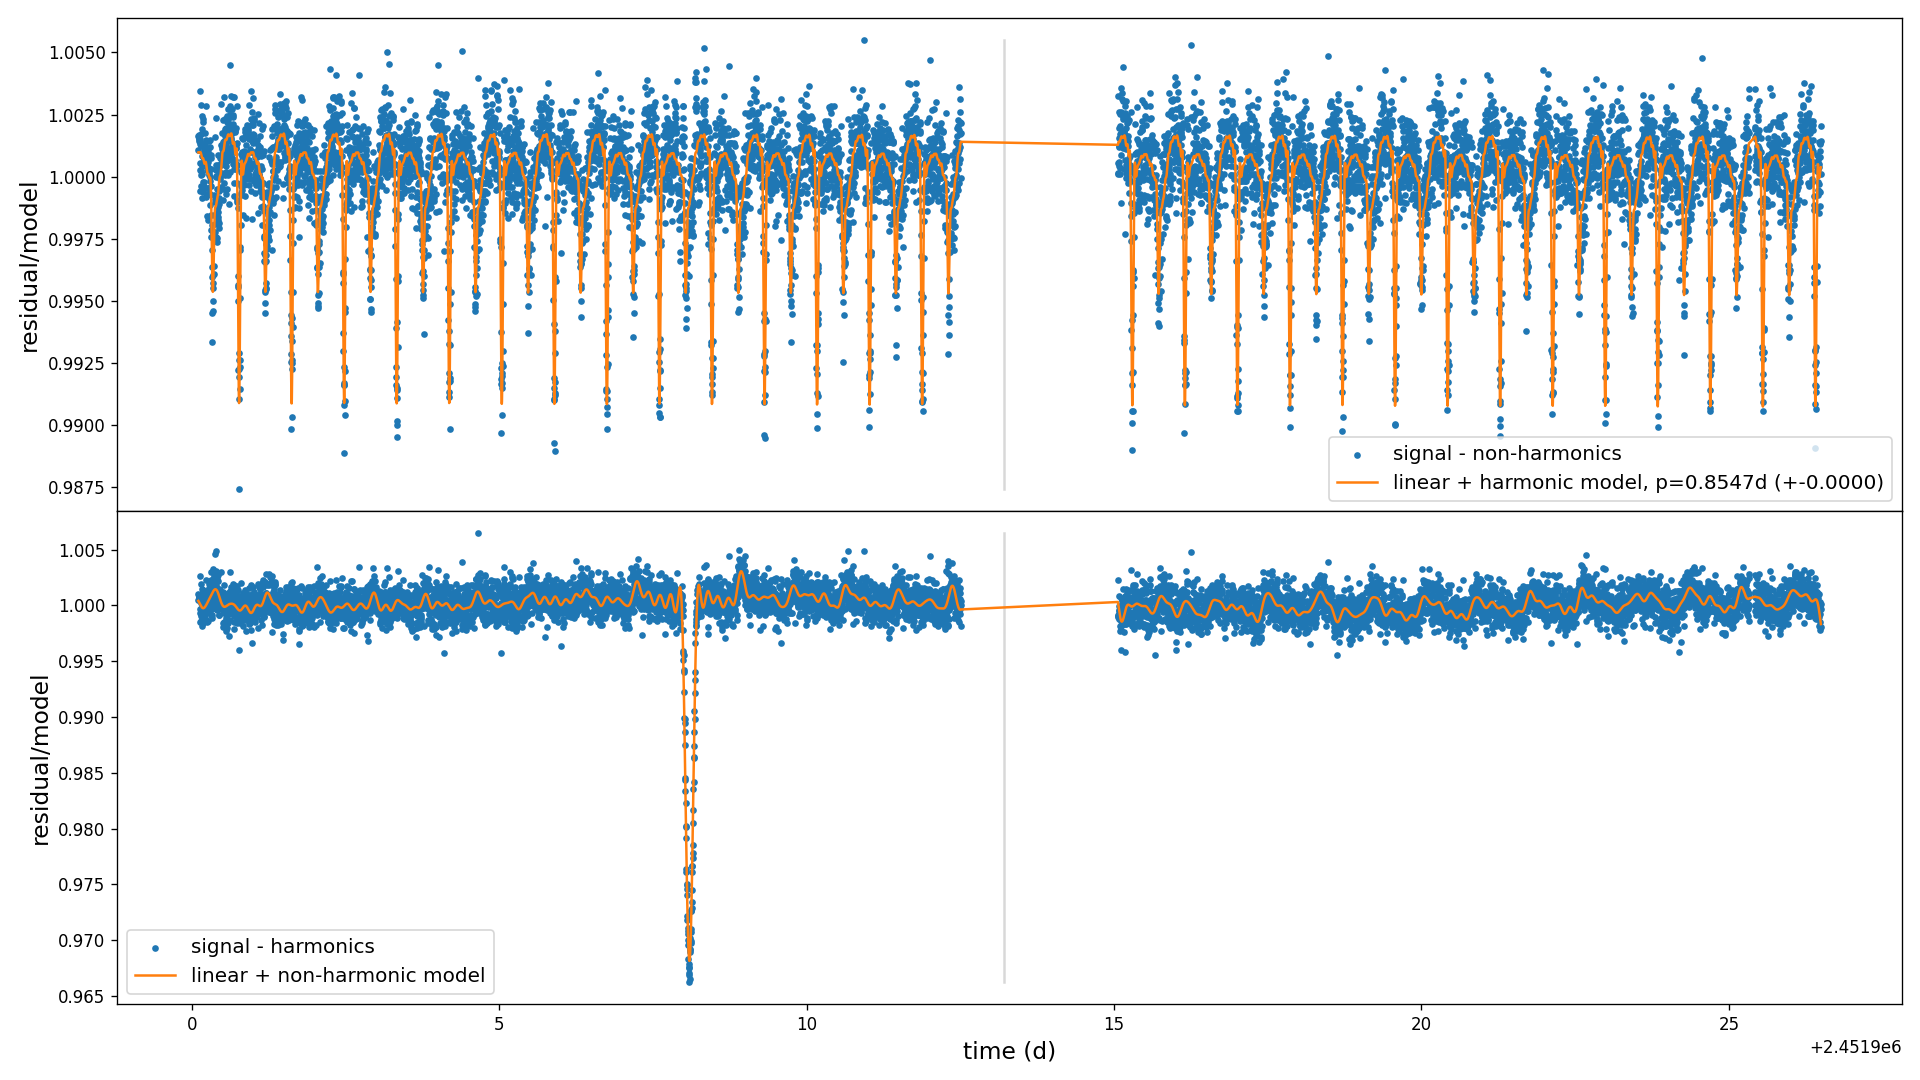 1.0050
1.0025
1.0000
0.9975
0.9950
0.9925
0.9900
0.9875
residual/model
signal - non-harmonics
linear + harmonic model, p=0.8547d (+-0.0000)
1.005
1.000
0.995
0.990
0.985
0.980
0.975
0.970
0.965
residual/model
signal - harmonics
linear + non-harmonic model
0 5 10 15 20 25
time (d)
+2.4519e6